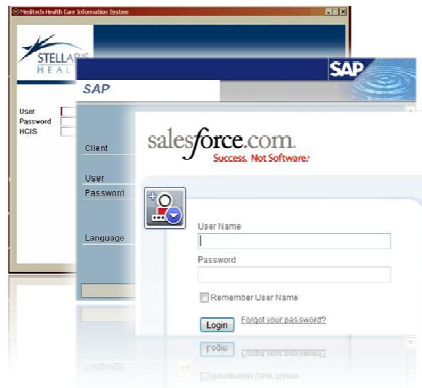 Meditech Health Care Information System
STELLARIS
HEAL
User
Password
HCIS
SAP
SAP
Client
User
Password
Language
salesforce.com.
Success. Not Software.
User Name
Password
Remember User Name
Login
Forgot your password?